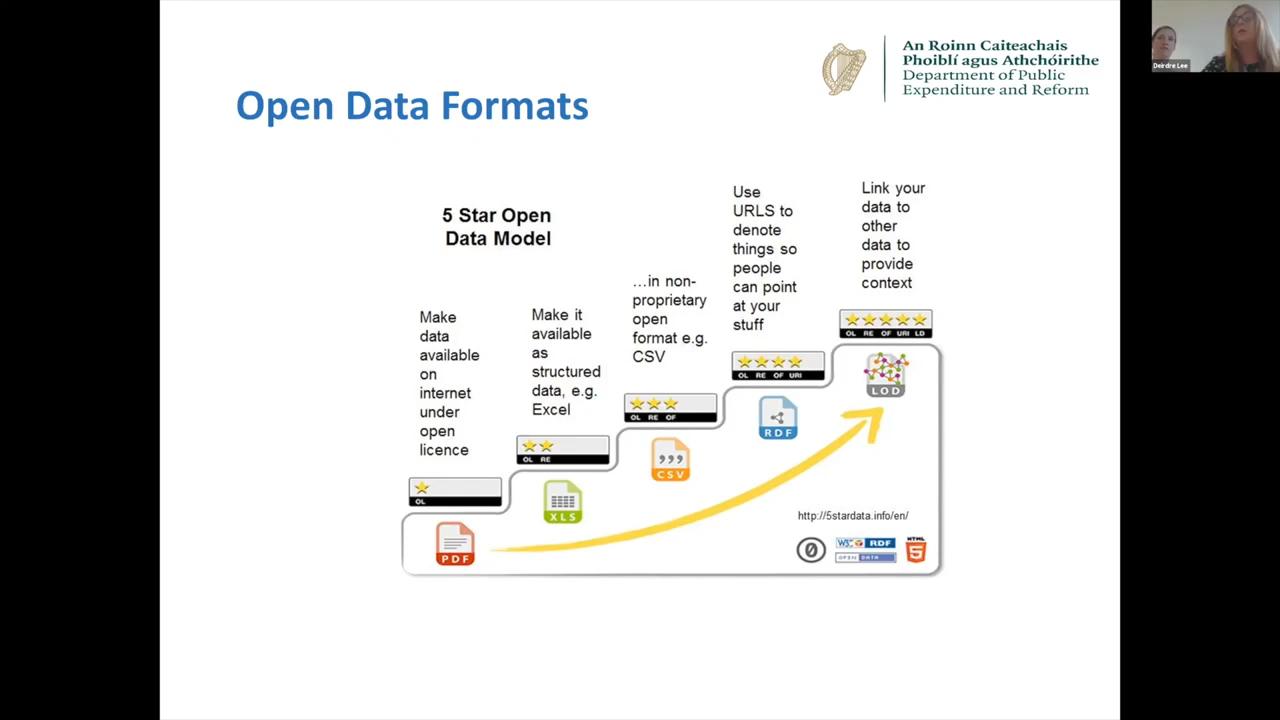 Open Data Formats
An Roinn Caiteachais
Phoiblí agus Athchóirithe
Department of Public
Expenditure and Reform
Deirdre Lee
5 Star Open
Data Model
Make
data
available
on
internet
under
open
licence
Make it
available
as
structured
data, e.g.
Excel
…in non-
proprietary
open
format e.g.
CSV
Use
URLS to
denote
things so
people
can point
at your
stuff
Link your
data to
other
data to
provide
context
OL
OL RE
OL RE OF
OL RE OF URI
OL RE OF URI LD
PDF
XLS
CSV
RDF
LOD
http://5stardata.info/en/
W3C RDF
OPEN DATA
HTML
5